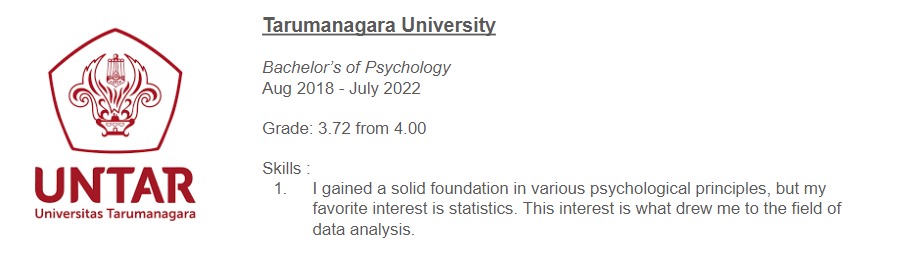 UNTAR
Universitas Tarumanagara
Tarumanagara University
Bachelor's of Psychology
Aug 2018 - July 2022
Grade: 3.72 from 4.00
Skills :
1. I gained a solid foundation in various psychological principles, but my
favorite interest is statistics. This interest is what drew me to the field of
data analysis.